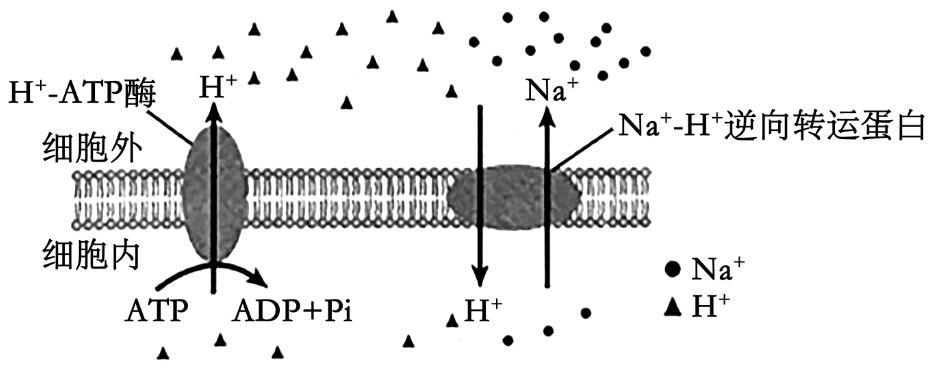 H⁺-ATP酶
H⁺
Na⁺
Na⁺-H⁺逆向转运蛋白
细胞外
细胞内
ATP
ADP+Pi
H⁺
Na⁺
H⁺